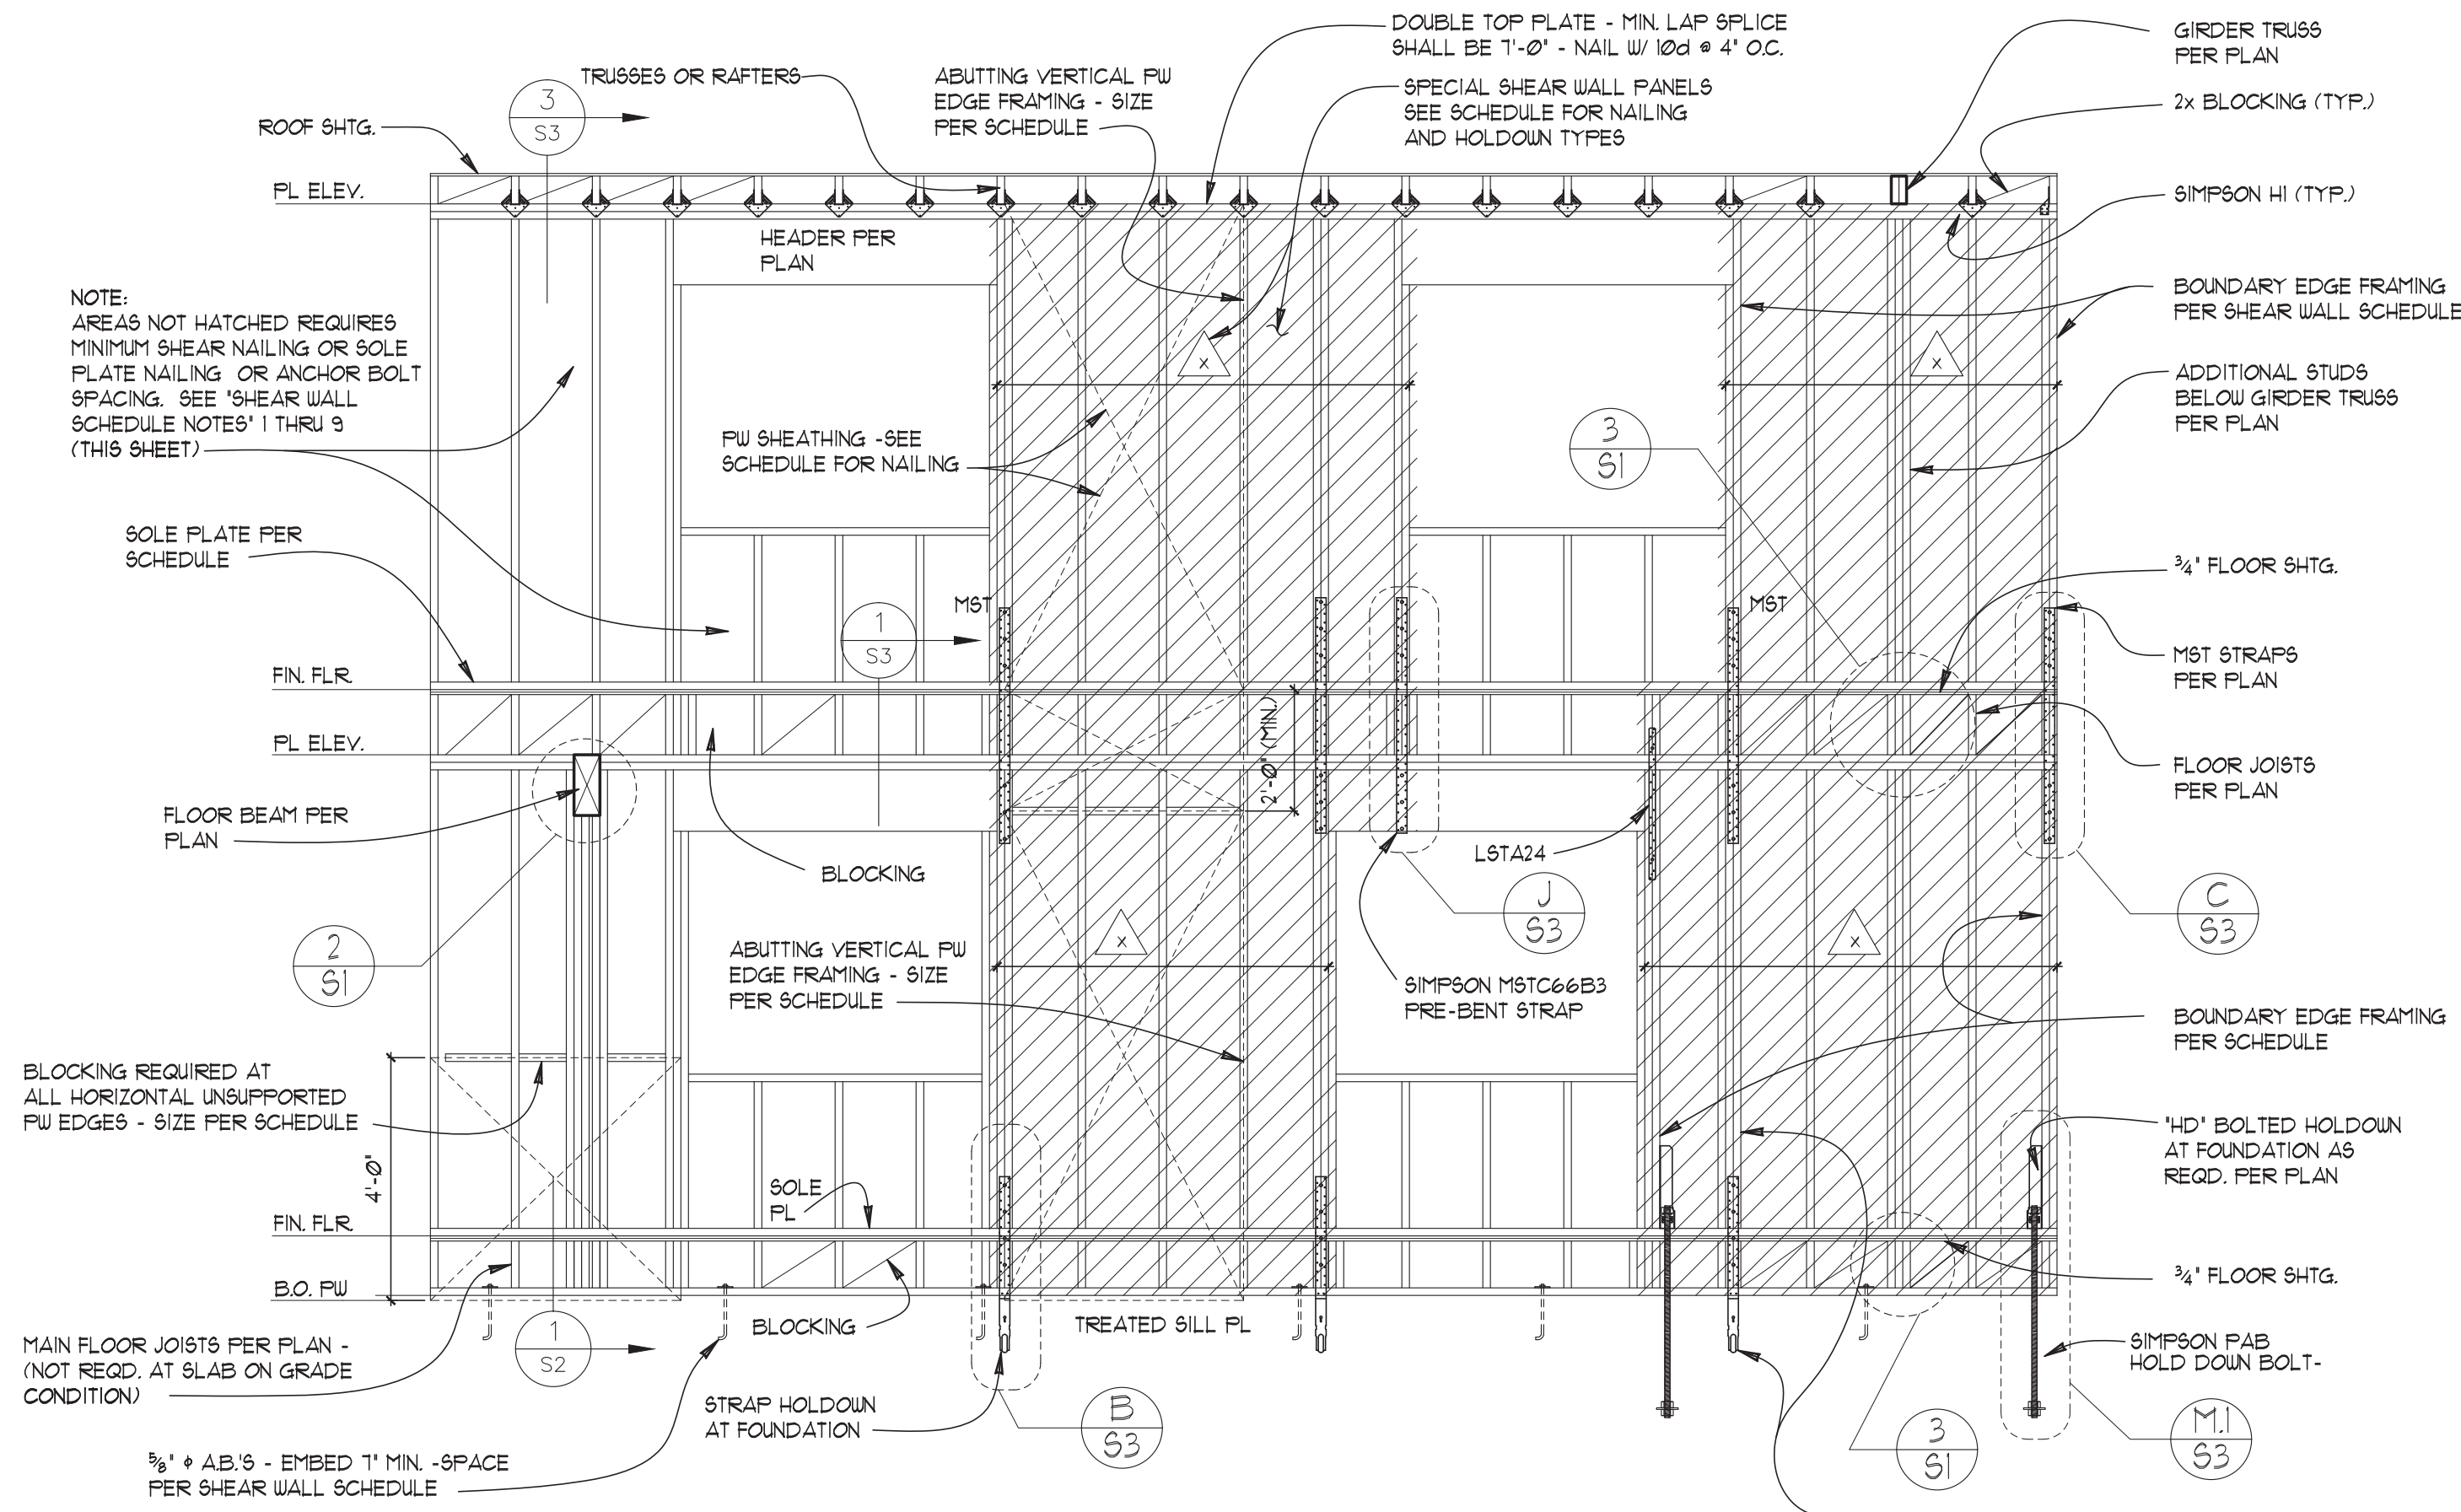 DOUBLE TOP PLATE - MIN. LAP SPLICE
SHALL BE 7'-0" - NAIL W/ 10d @ 4" O.C.
GIRDER TRUSS
PER PLAN
TRUSSES OR RAFTERS
ABUTTING VERTICAL PW
EDGE FRAMING - SIZE
PER SCHEDULE
SPECIAL SHEAR WALL PANELS
SEE SCHEDULE FOR NAILING
AND HOLDOWN TYPES
2x BLOCKING (TYP.)
3
S3
ROOF SHTG.
PL ELEV.
SIMPSON H1 (TYP.)
HEADER PER
PLAN
NOTE:
AREAS NOT HATCHED REQUIRES
MINIMUM SHEAR NAILING OR SOLE
PLATE NAILING OR ANCHOR BOLT
SPACING. SEE "SHEAR WALL
SCHEDULE NOTES" 1 THRU 9
(THIS SHEET)
BOUNDARY EDGE FRAMING
PER SHEAR WALL SCHEDULE
X
X
ADDITIONAL STUDS
BELOW GIRDER TRUSS
PER PLAN
PW SHEATHING -SEE
SCHEDULE FOR NAILING
3
S1
SOLE PLATE PER
SCHEDULE
3/4" FLOOR SHTG.
MST
MST
1
S3
MST STRAPS
PER PLAN
FIN. FLR.
2'-0" (MIN.)
PL ELEV.
FLOOR JOISTS
PER PLAN
FLOOR BEAM PER
PLAN
BLOCKING
LSTA24
J
S3
C
S3
2
S1
ABUTTING VERTICAL PW
EDGE FRAMING - SIZE
PER SCHEDULE
X
X
SIMPSON MSTC66B3
PRE-BENT STRAP
BOUNDARY EDGE FRAMING
PER SCHEDULE
BLOCKING REQUIRED AT
ALL HORIZONTAL UNSUPPORTED
PW EDGES - SIZE PER SCHEDULE
"HD" BOLTED HOLDOWN
AT FOUNDATION AS
REQD. PER PLAN
4'-0"
SOLE
PL
FIN. FLR.
B.O. PW
3/4" FLOOR SHTG.
MAIN FLOOR JOISTS PER PLAN -
(NOT REQD. AT SLAB ON GRADE
CONDITION)
1
S2
BLOCKING
TREATED SILL PL
SIMPSON PAB
HOLD DOWN BOLT-
STRAP HOLDOWN
AT FOUNDATION
B
S3
3
S1
M.1
S3
5/8" ϕ A.B.'S - EMBED 7" MIN. -SPACE
PER SHEAR WALL SCHEDULE